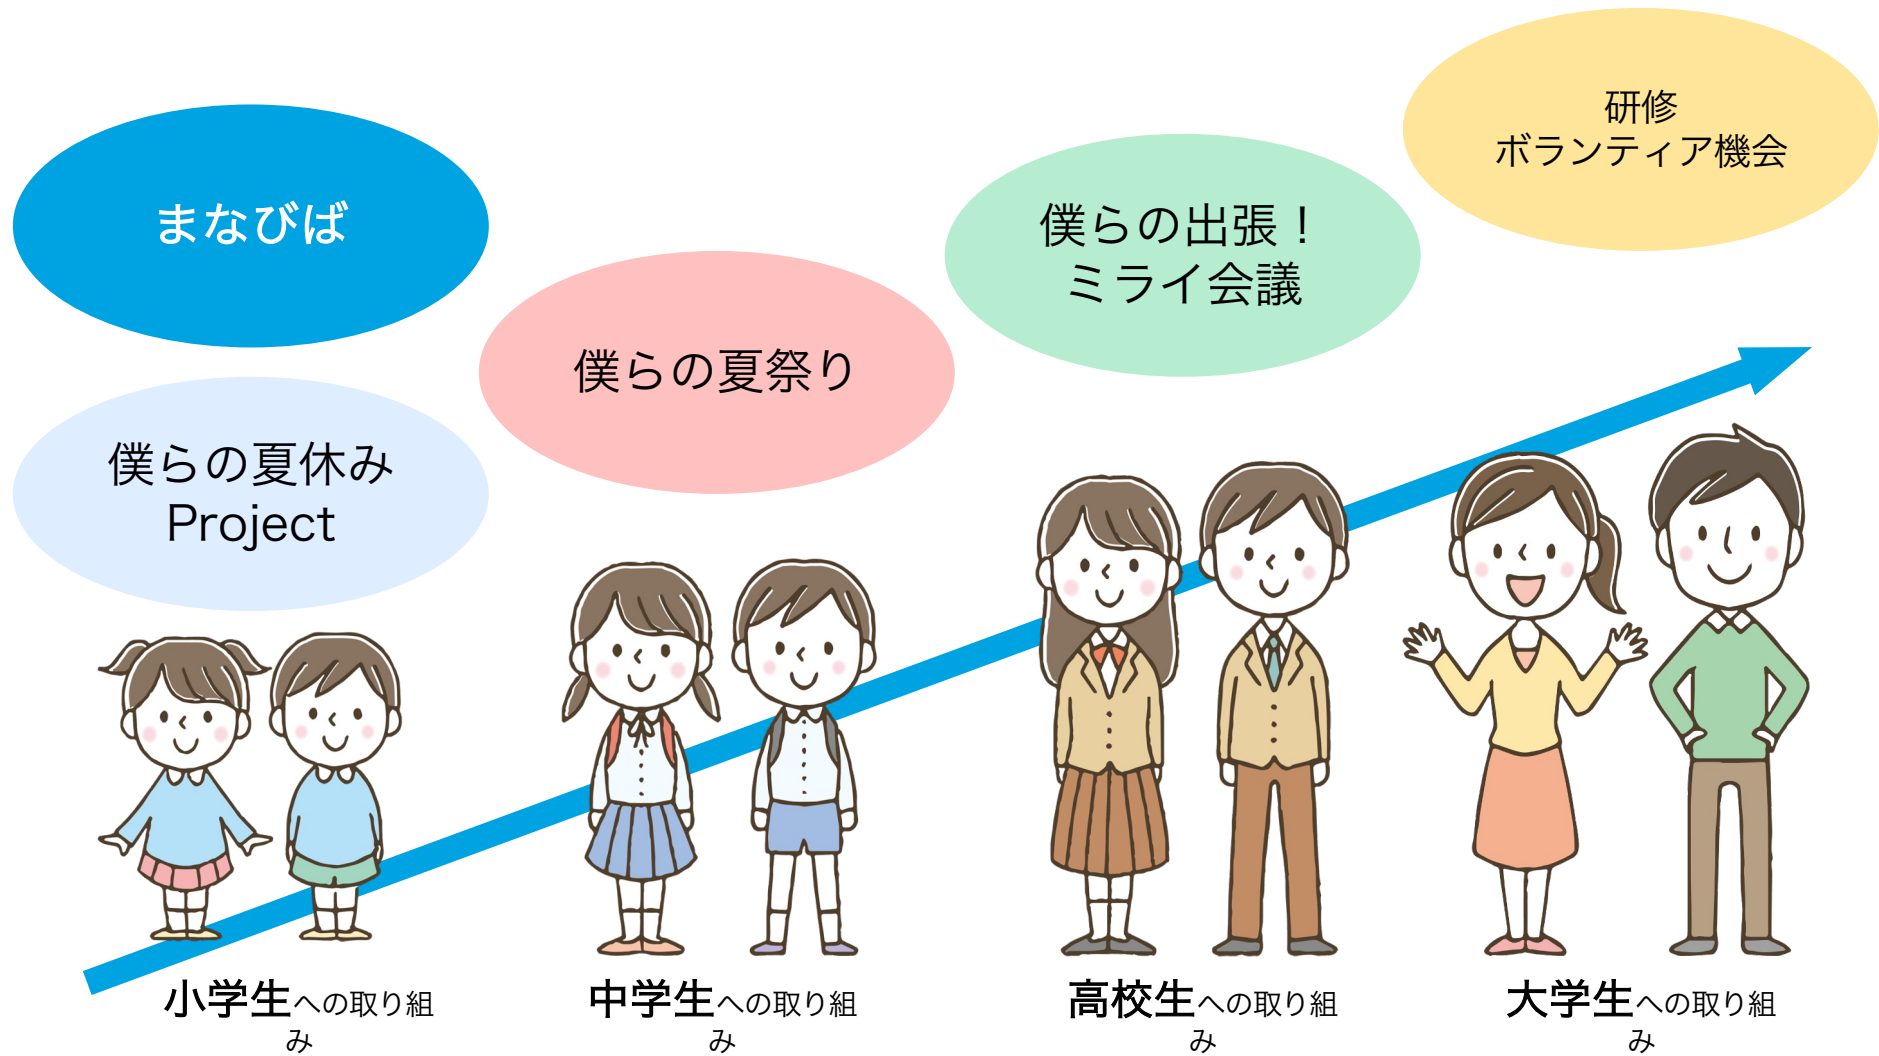 まなびば
僕らの夏休み
Project
僕らの夏祭り
僕らの出張！
ミライ会議
研修
ボランティア機会
小学生への取り組
み
中学生への取り組
み
高校生への取り組
み
大学生への取り組
み